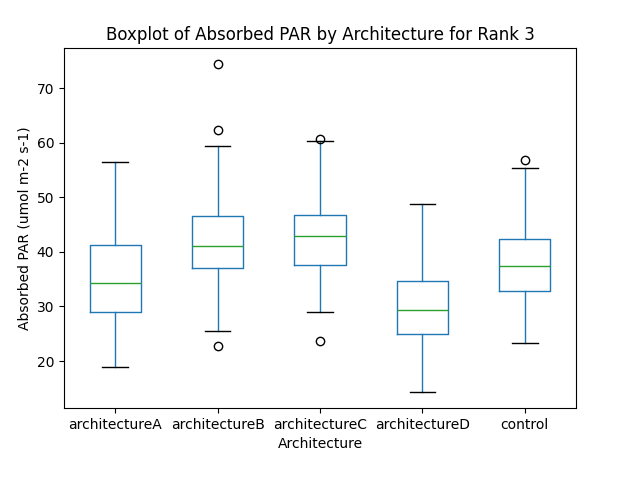 Boxplot of Absorbed PAR by Architecture for Rank 3
Absorbed PAR (umol m-2 s-1)
70
60
50
40
30
20
architectureA architectureB architectureC architectureD control
Architecture